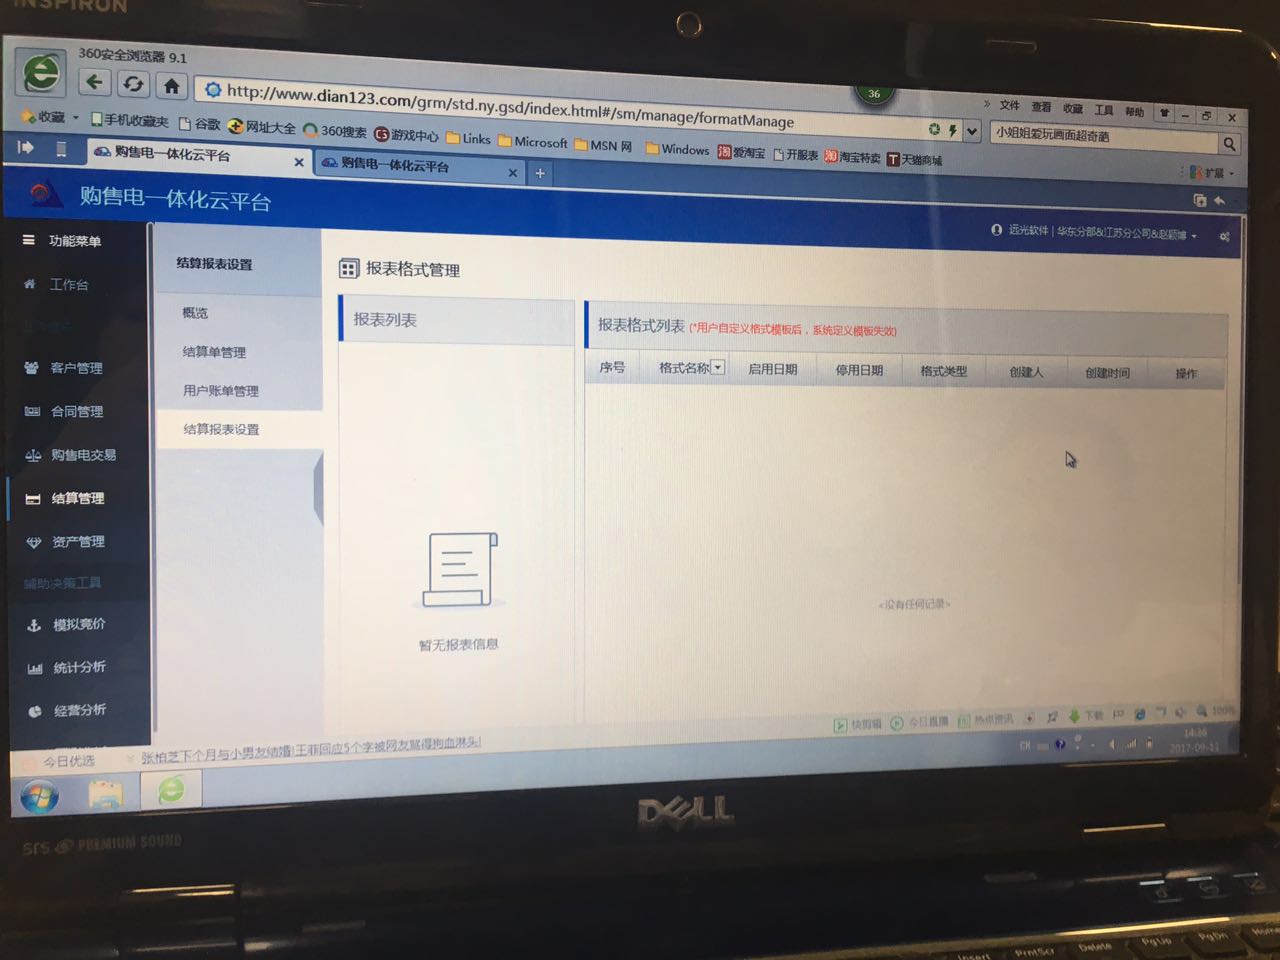 INSPIRON
360安全浏览器 9.1
http://www.dian123.com/grm/std.ny.gsd/index.html#/sm/manage/formatManage
36
» 文件 查看 收藏 工具 帮助
收藏 手机收藏夹 谷歌 网址大全 360搜索 游戏中心 Links Microsoft MSN 网 Windows 爱淘宝 开服表 淘宝特卖 天猫商城
小姐姐爱玩画面超奇葩
扩展
购售电一体化云平台
购售电一体化云平台
购售电一体化云平台
远光软件 | 华东分部&江苏分公司&赵颖博
功能菜单
工作台
客户管理
合同管理
购售电交易
结算管理
资产管理
辅助决策工具
模拟竞价
统计分析
经营分析
结算报表设置
概览
结算单管理
用户账单管理
结算报表设置
报表格式管理
报表列表
暂无报表信息
报表格式列表 (*用户自定义格式模板后，系统定义模板失效)
序号 格式名称 启用日期 停用日期 格式类型 创建人 创建时间 操作
<没有任何记录>
快剪辑 今日直播 热点资讯 下载 100%
今日优选 张柏芝下个月与小男友结婚!王菲回应5个字被网友骂得狗血淋头!
CK 14:36
2017-09-11
DELL
SRS PREMIUM SOUND
Insert PrntScr Delete PgUp PgDn Home